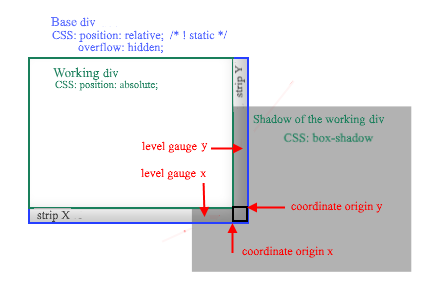 Base div
CSS: position: relative; /* ! static */
overflow: hidden;
Working div
CSS: position: absolute;
strip Y
Shadow of the working div
CSS: box-shadow
level gauge y
level gauge x
strip X
coordinate origin y
coordinate origin x